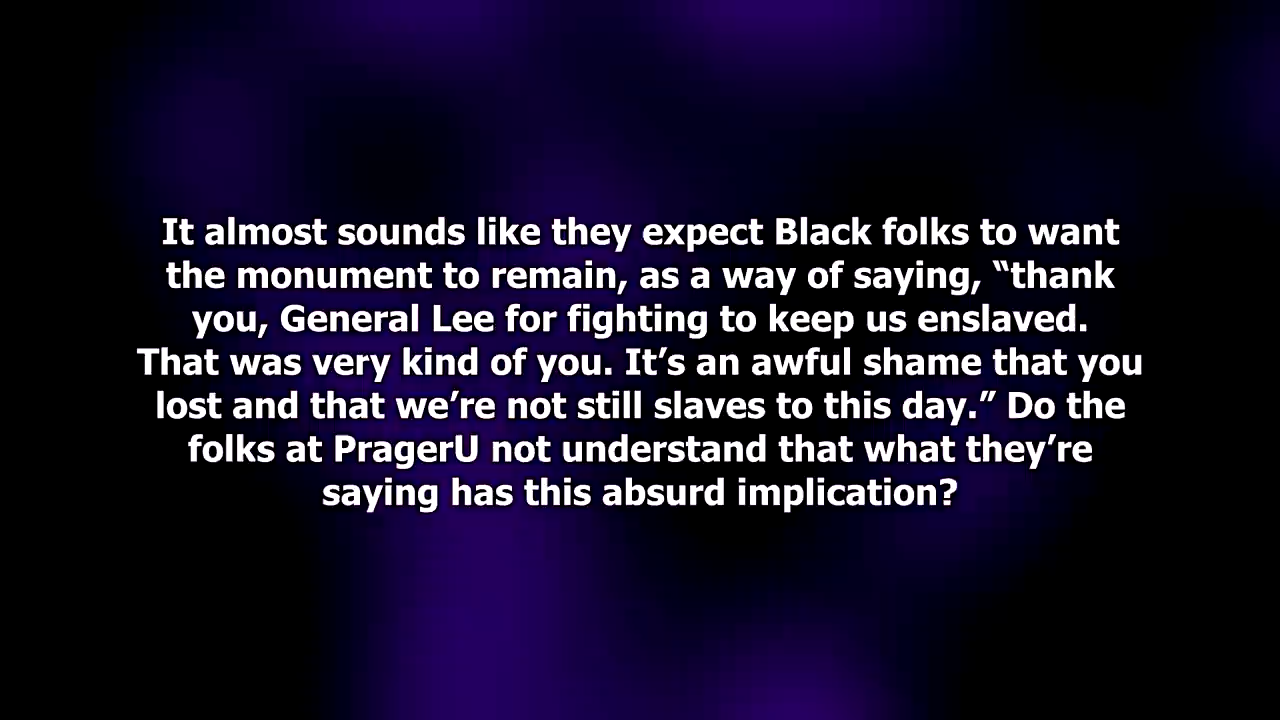 It almost sounds like they expect Black folks to want
the monument to remain, as a way of saying, “thank
you, General Lee for fighting to keep us enslaved.
That was very kind of you. It’s an awful shame that you
lost and that we’re not still slaves to this day.” Do the
folks at PragerU not understand that what they’re
saying has this absurd implication?